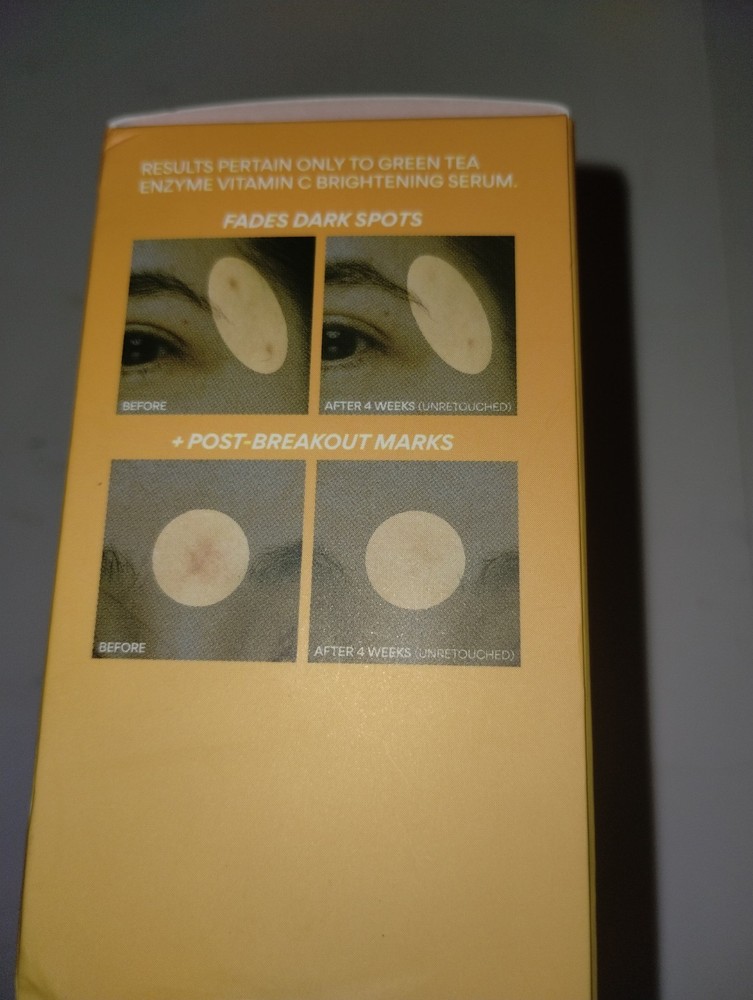 RESULTS PERTAIN ONLY TO GREEN TEA
ENZYME VITAMIN C BRIGHTENING SERUM.
FADES DARK SPOTS
BEFORE
AFTER 4 WEEKS (UNRETOUCHED)
+ POST-BREAKOUT MARKS
BEFORE
AFTER 4 WEEKS (UNRETOUCHED)